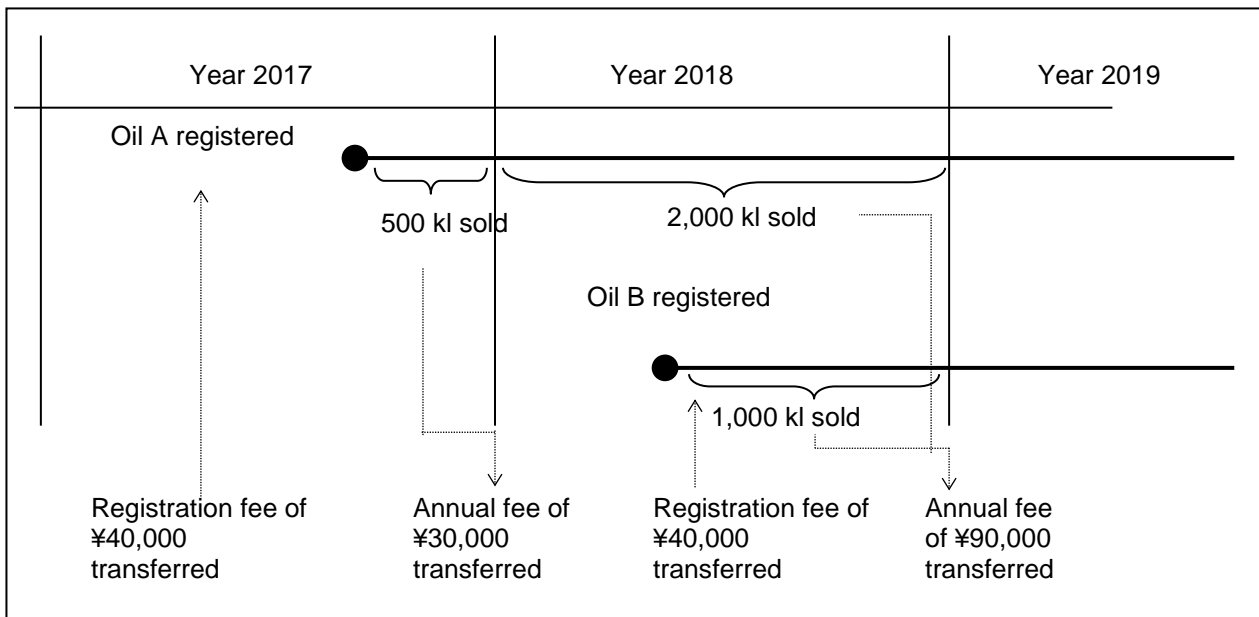 Year 2017
Year 2018
Year 2019
Oil A registered
500 kl sold
2,000 kl sold
Oil B registered
1,000 kl sold
Registration fee of
¥40,000
transferred
Annual fee of
¥30,000
transferred
Registration fee of
¥40,000
transferred
Annual fee
of ¥90,000
transferred